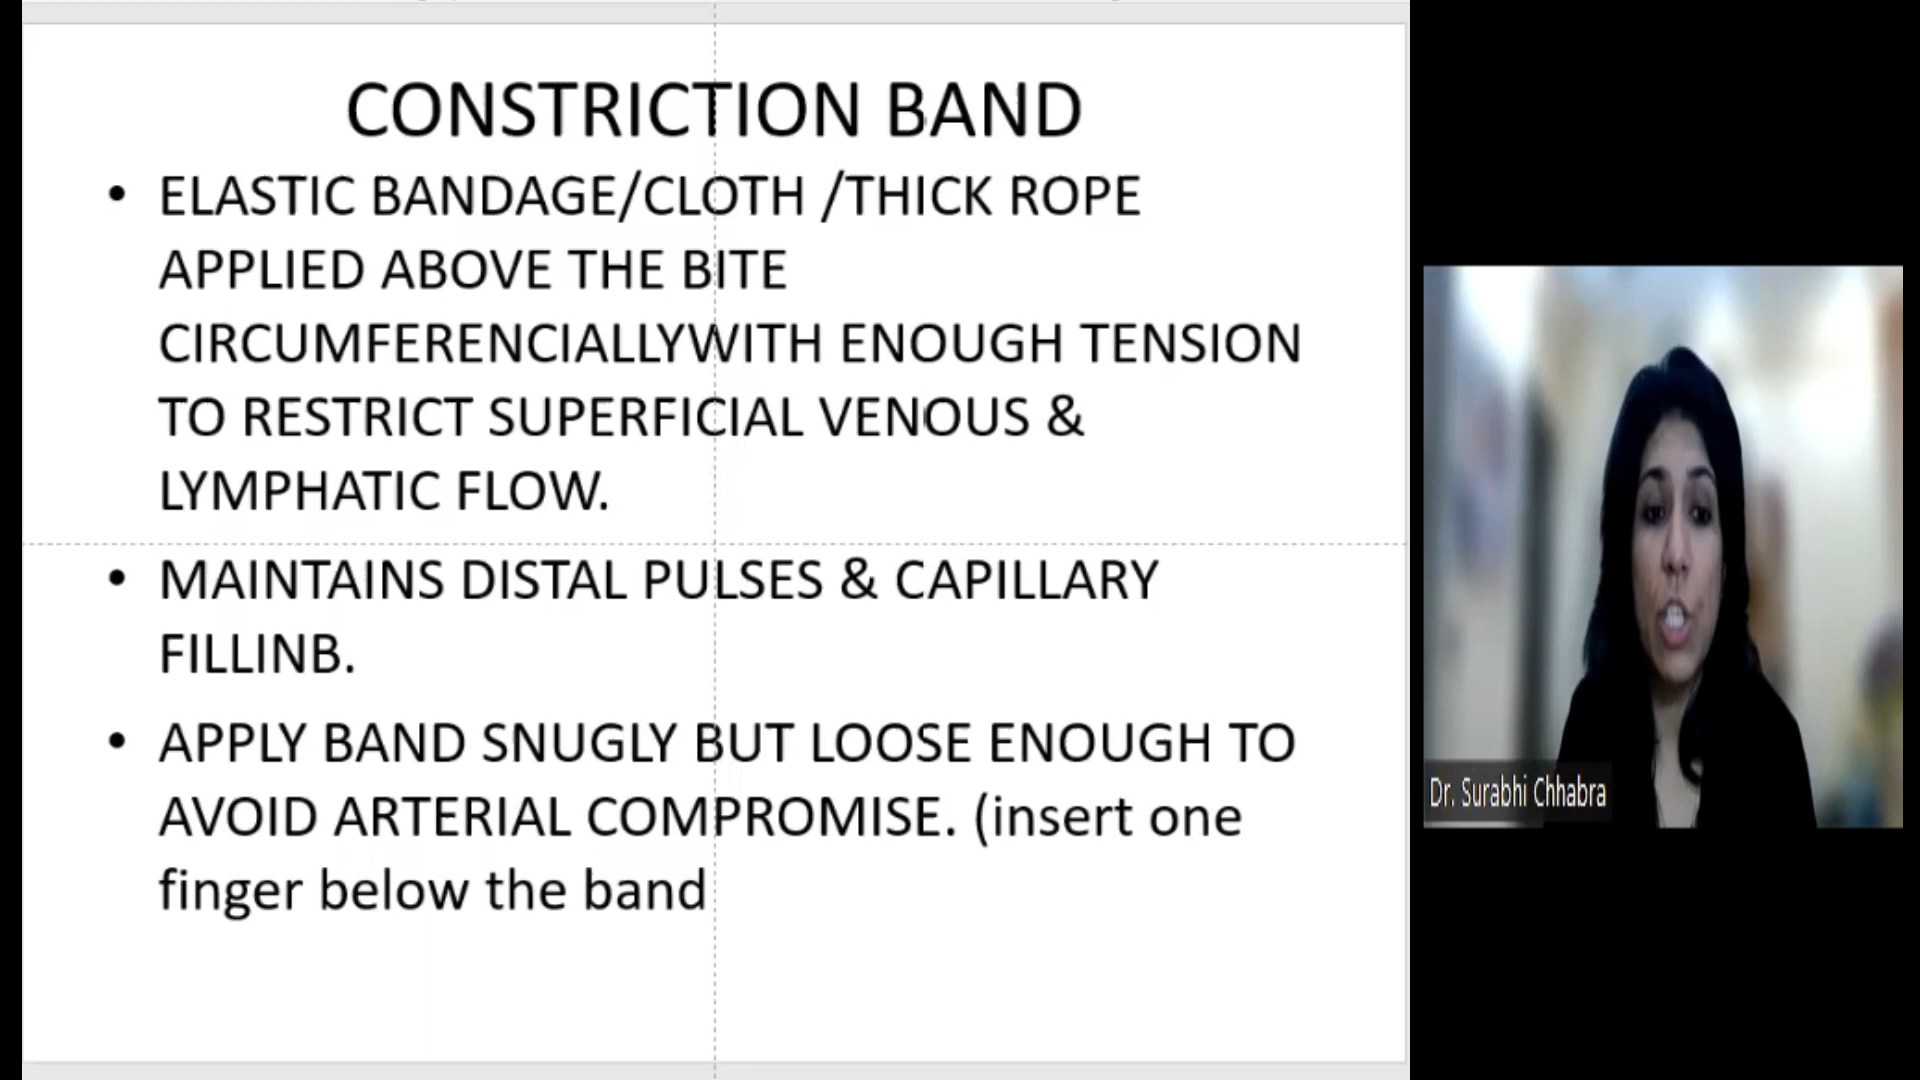 CONSTRICTION BAND
• ELASTIC BANDAGE/CLOTH /THICK ROPE
APPLIED ABOVE THE BITE
CIRCUMFERENCIALLYWITH ENOUGH TENSION
TO RESTRICT SUPERFICIAL VENOUS &
LYMPHATIC FLOW.
• MAINTAINS DISTAL PULSES & CAPILLARY
FILLINB.
• APPLY BAND SNUGLY BUT LOOSE ENOUGH TO
AVOID ARTERIAL COMPROMISE. (insert one
finger below the band
Dr. Surabhi Chhabra